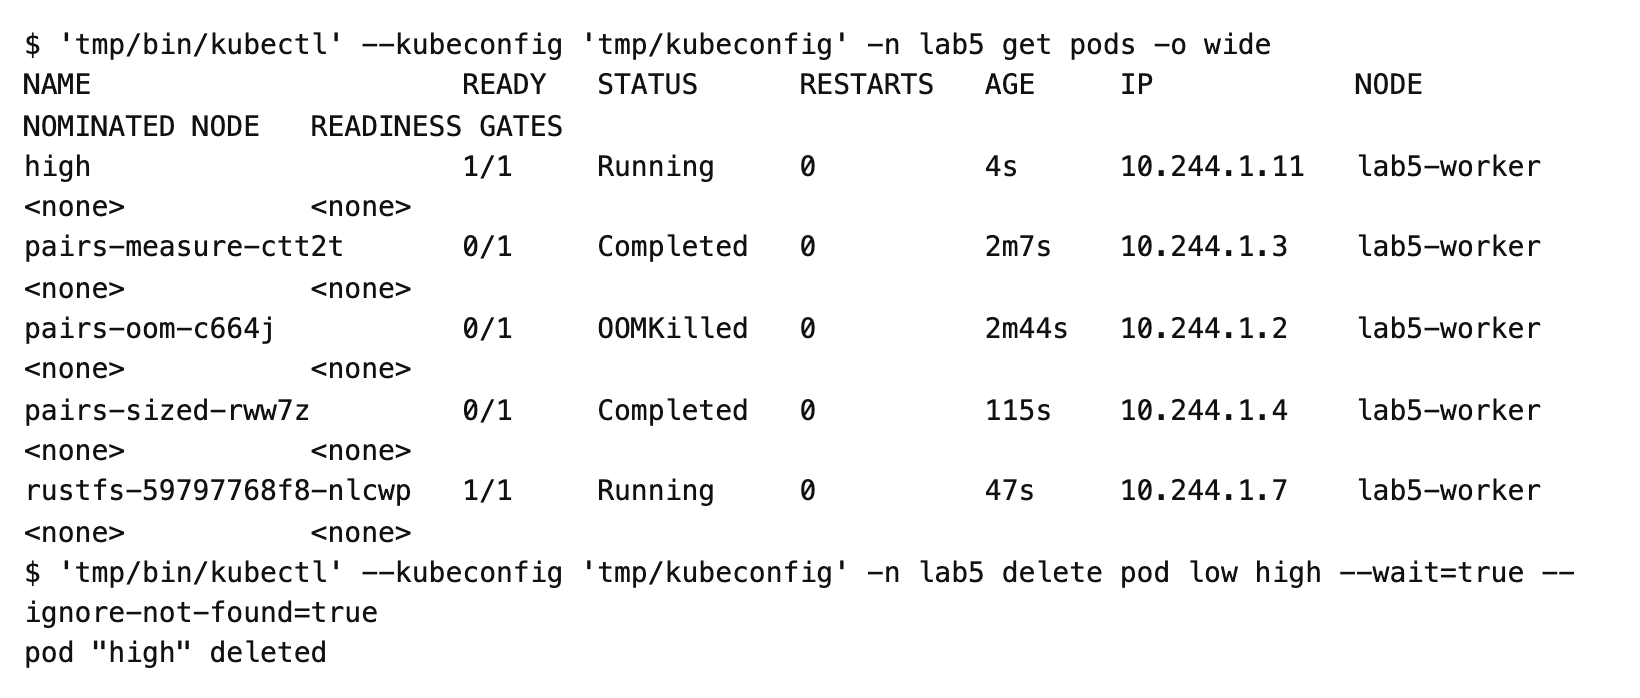 $ 'tmp/bin/kubectl' --kubeconfig 'tmp/kubeconfig' -n lab5 get pods -o wide
NAME                      READY   STATUS      RESTARTS   AGE     IP            NODE
NOMINATED NODE   READINESS GATES
high                      1/1     Running     0          4s      10.244.1.11   lab5-worker
<none>           <none>
pairs-measure-ctt2t       0/1     Completed   0          2m7s    10.244.1.3    lab5-worker
<none>           <none>
pairs-oom-c664j           0/1     OOMKilled   0          2m44s   10.244.1.2    lab5-worker
<none>           <none>
pairs-sized-rww7z         0/1     Completed   0          115s    10.244.1.4    lab5-worker
<none>           <none>
rustfs-59797768f8-nlcwp   1/1     Running     0          47s     10.244.1.7    lab5-worker
<none>           <none>
$ 'tmp/bin/kubectl' --kubeconfig 'tmp/kubeconfig' -n lab5 delete pod low high --wait=true --
ignore-not-found=true
pod "high" deleted